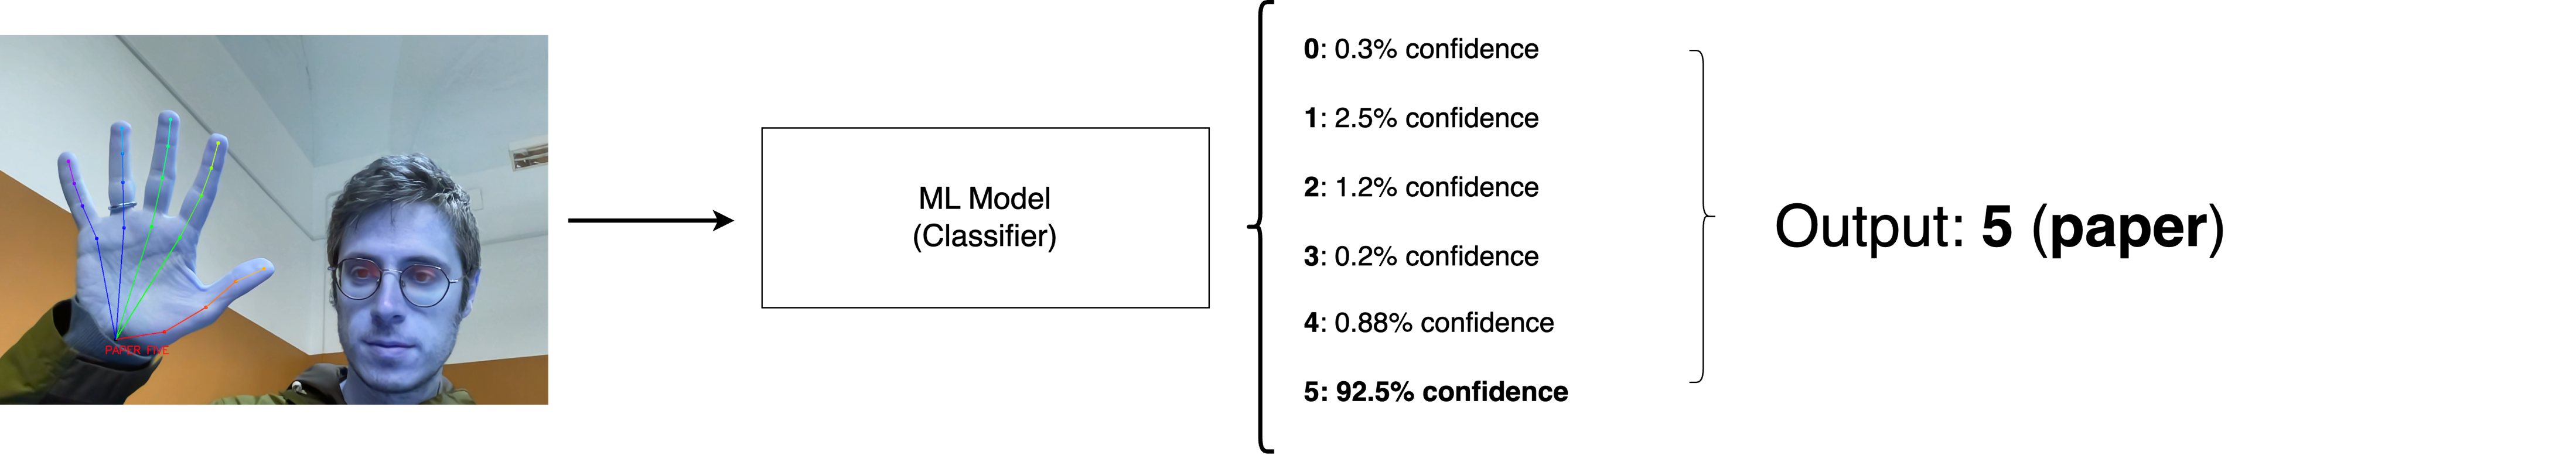 PAPER FIVE
ML Model
(Classifier)
0: 0.3% confidence
1: 2.5% confidence
2: 1.2% confidence
3: 0.2% confidence
4: 0.88% confidence
5: 92.5% confidence
Output: 5 (paper)